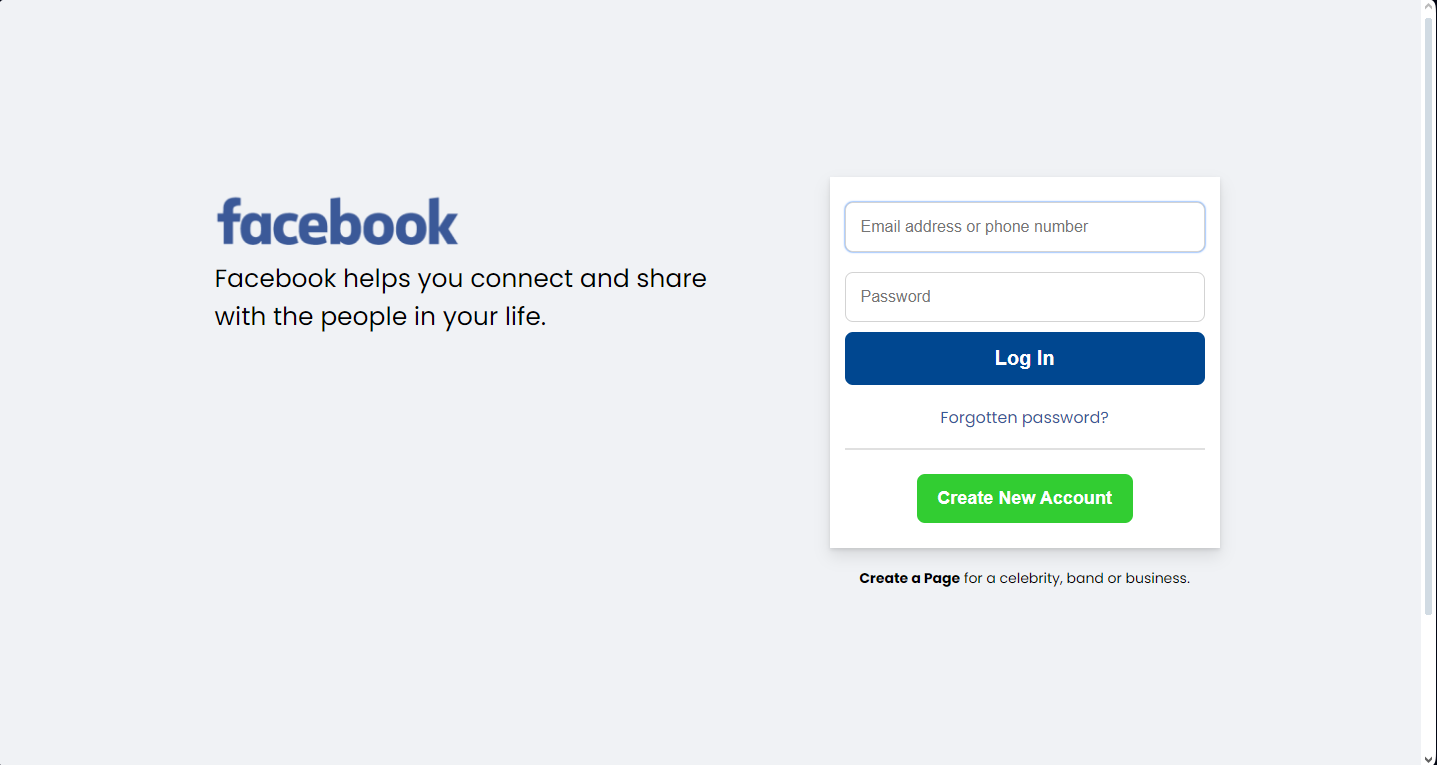 facebook
Facebook helps you connect and share
with the people in your life.
Email address or phone number
Password
Log In
Forgotten password?
Create New Account
Create a Page for a celebrity, band or business.